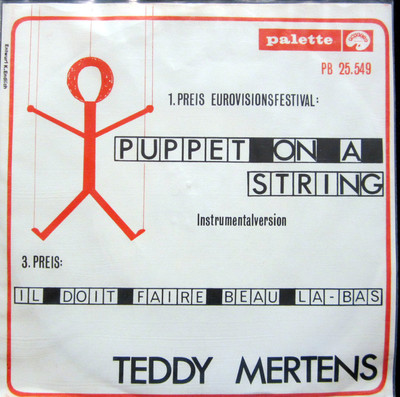 palette
PB 25.549
1. PREIS EUROVISIONSFESTIVAL:
PUPPET ON A
STRING
Instrumentalversion
3. PREIS:
IL DOIT FAIRE BEAU LA-BAS
TEDDY MERTENS